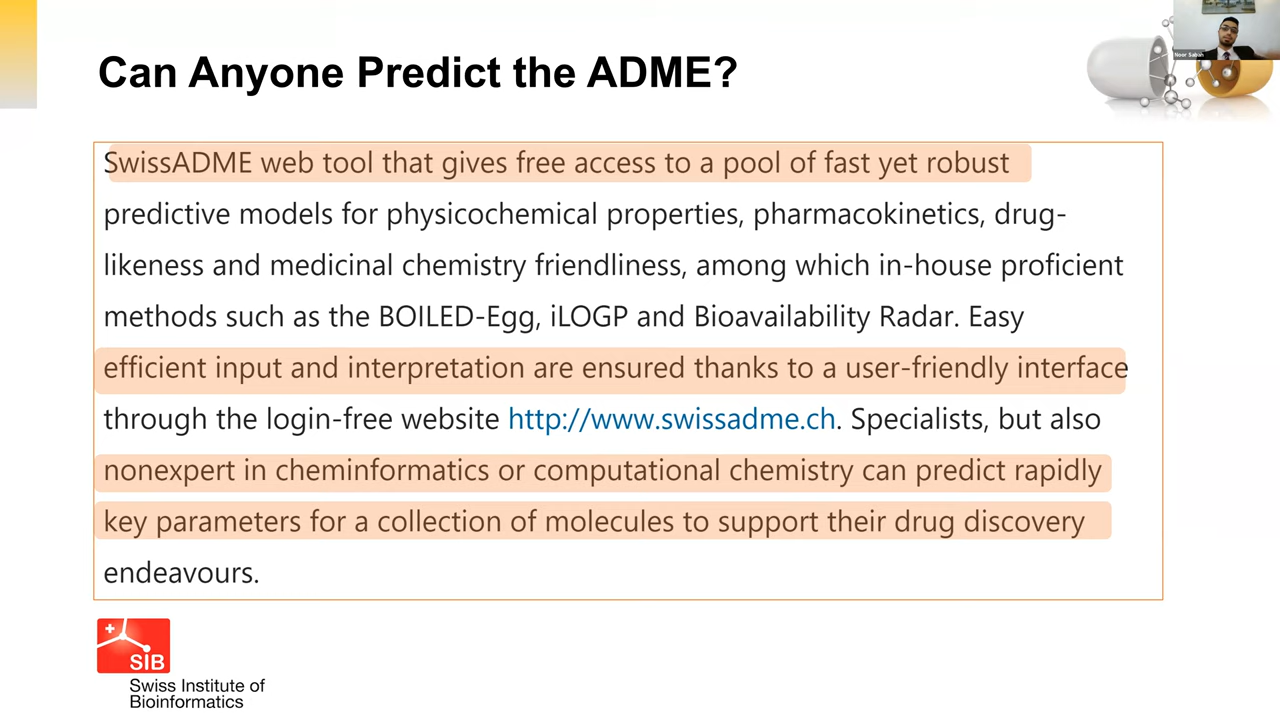 Can Anyone Predict the ADME?
Noor Sabah
SwissADME web tool that gives free access to a pool of fast yet robust
predictive models for physicochemical properties, pharmacokinetics, drug-
likeness and medicinal chemistry friendliness, among which in-house proficient
methods such as the BOILED-Egg, iLOGP and Bioavailability Radar. Easy
efficient input and interpretation are ensured thanks to a user-friendly interface
through the login-free website http://www.swissadme.ch. Specialists, but also
nonexpert in cheminformatics or computational chemistry can predict rapidly
key parameters for a collection of molecules to support their drug discovery
endeavours.
SIB
Swiss Institute of
Bioinformatics